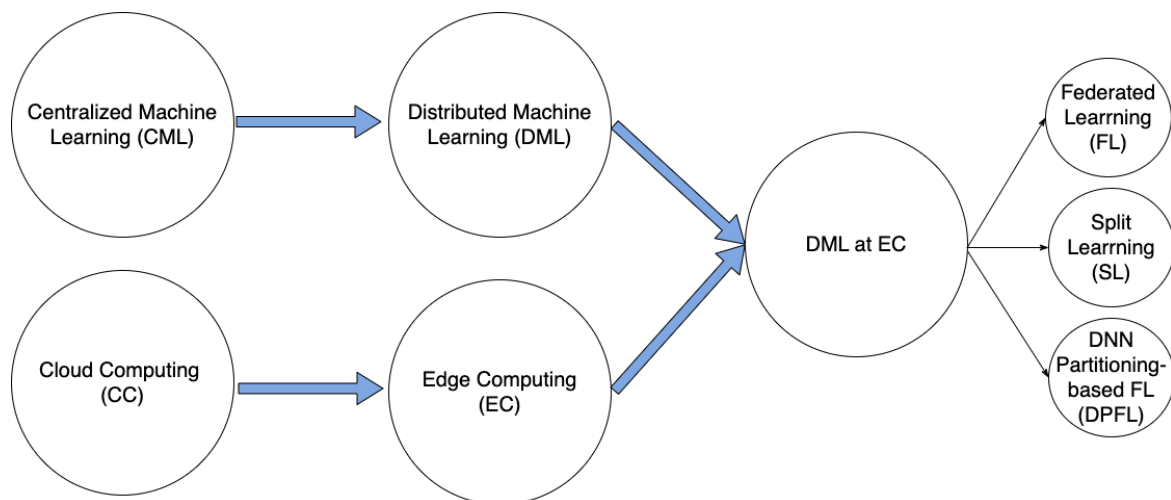 Centralized Machine
Learning (CML)
Distributed Machine
Learning (DML)
Cloud Computing
(CC)
Edge Computing
(EC)
DML at EC
Federated
Learrning
(FL)
Split
Learrning
(SL)
DNN
Partitioning-
based FL
(DPFL)